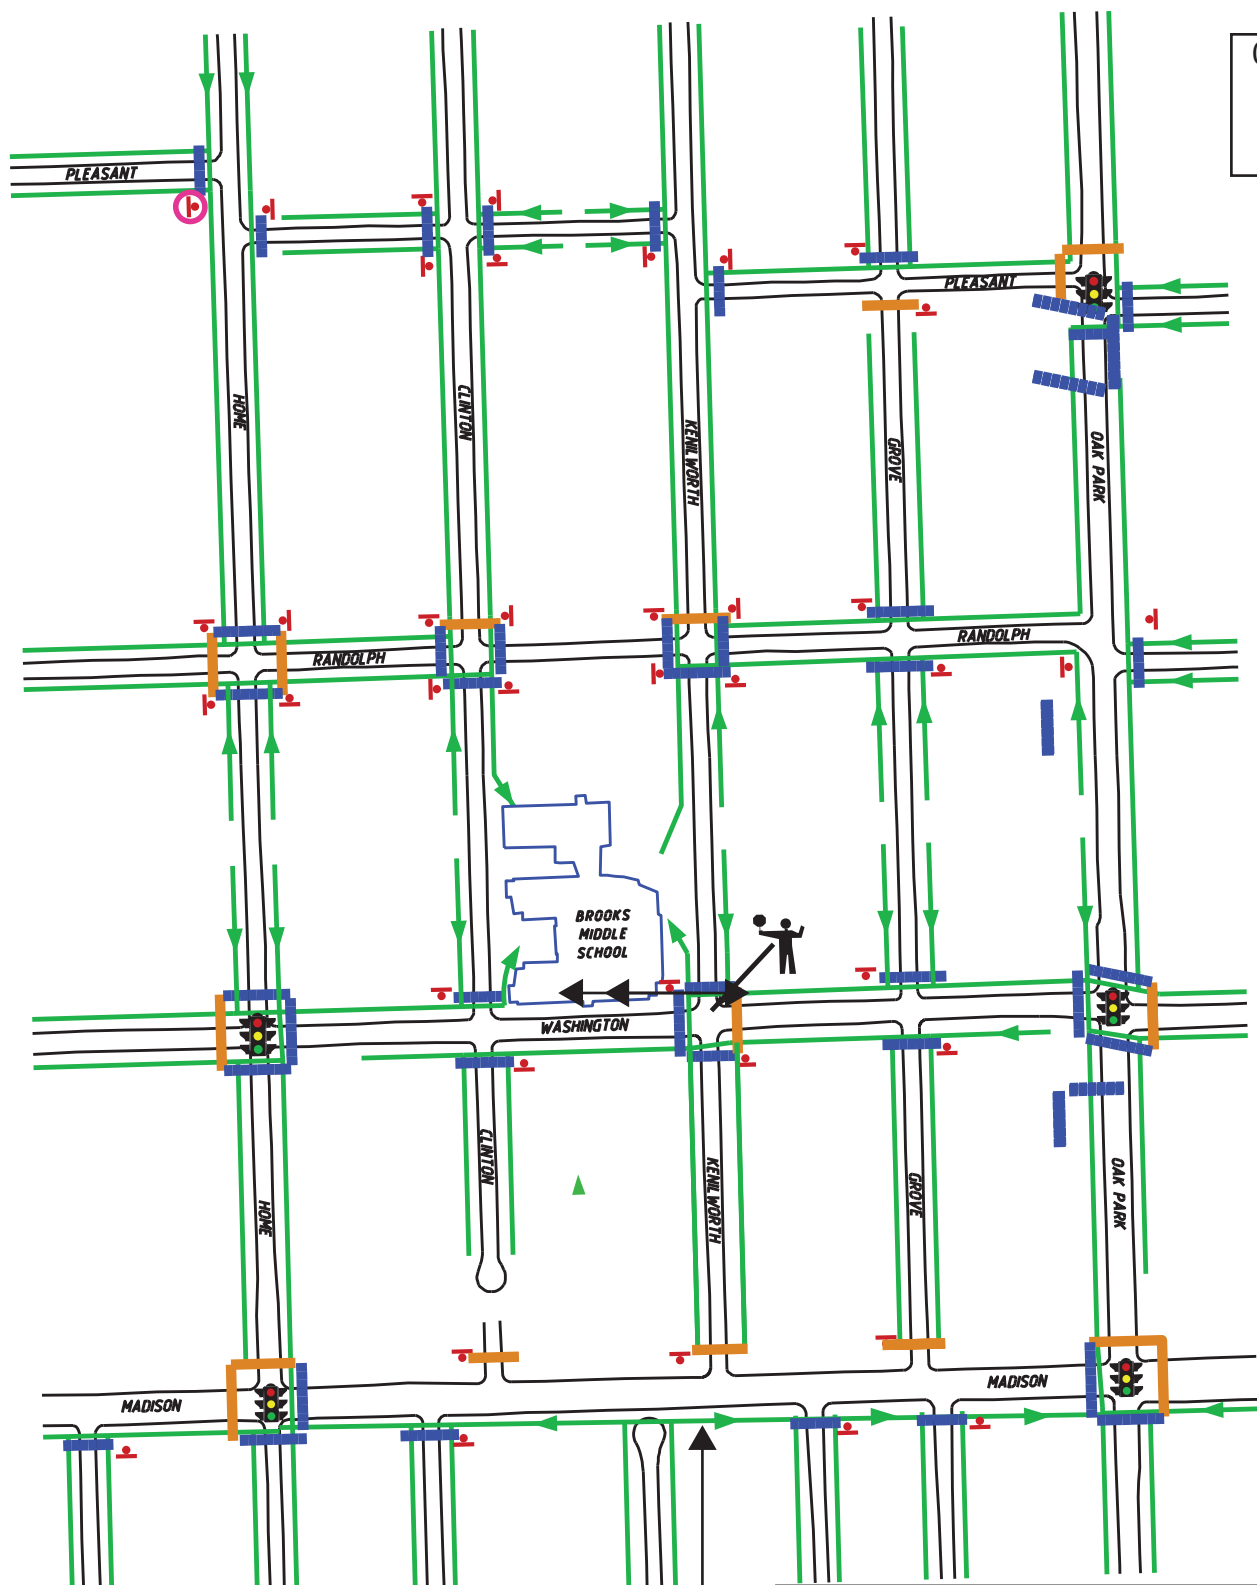 PLEASANT
PLEASANT
HOME
CLINTON
KENILWORTH
GROVE
OAK PARK
RANDOLPH
RANDOLPH
BROOKS
MIDDLE
SCHOOL
WASHINGTON
CLINTON
KENILWORTH
GROVE
OAK PARK
HOME
MADISON
MADISON